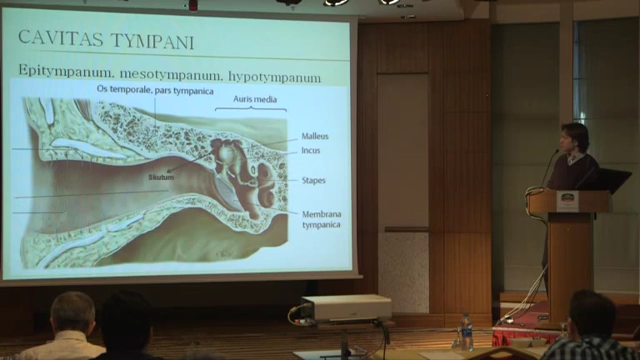 CAVITAS TYMPANI
Epitympanum, mesotympanum, hypotympanum
Os temporale, pars tympanica
Auris media
Malleus
Incus
Skutum
Stapes
Membrana
tympanica